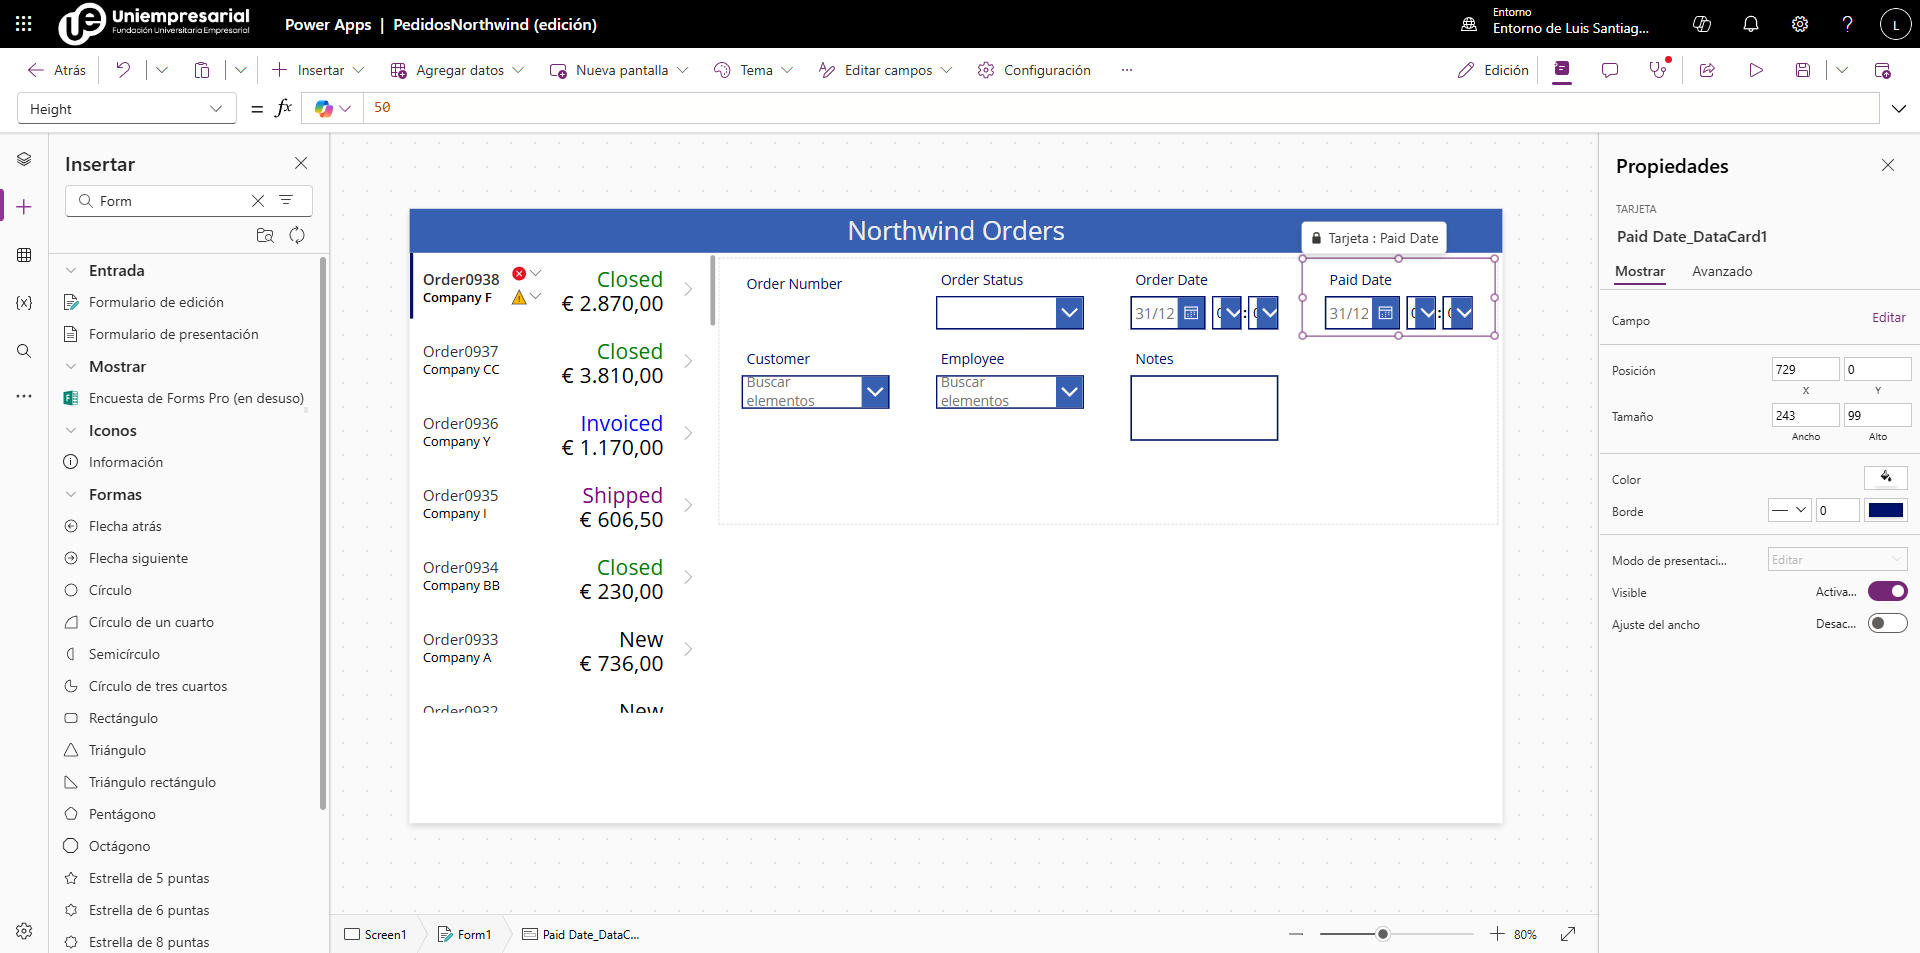 Uniempresarial
Fundación Universitaria Empresarial
Power Apps | PedidosNorthwind (edición)
Entorno
Entorno de Luis Santiag...
L
Atrás
Insertar
Agregar datos
Nueva pantalla
Tema
Editar campos
Configuración
Edición
Height
= fx
50
Insertar
Form
Entrada
Formulario de edición
Formulario de presentación
Mostrar
Encuesta de Forms Pro (en desuso)
Iconos
Información
Formas
Flecha atrás
Flecha siguiente
Círculo
Círculo de un cuarto
Semicírculo
Círculo de tres cuartos
Rectángulo
Triángulo
Triángulo rectángulo
Pentágono
Octágono
Estrella de 5 puntas
Estrella de 6 puntas
Estrella de 8 puntas
Northwind Orders
Tarjeta : Paid Date
Order0938
Closed
Company F
€ 2.870,00
Order0937
Closed
Company CC
€ 3.810,00
Order0936
Invoiced
Company Y
€ 1.170,00
Order0935
Shipped
Company I
€ 606,50
Order0934
Closed
Company BB
€ 230,00
Order0933
New
Company A
€ 736,00
Order0932
New
Order Number
Order Status
Order Date
Paid Date
31/12
:
31/12
:
Customer
Employee
Notes
Buscar
elementos
Buscar
elementos
Screen1
Form1
Paid Date_DataC...
80%
Propiedades
TARJETA
Paid Date_DataCard1
Mostrar
Avanzado
Campo
Editar
Posición
729
0
X
Y
Tamaño
243
99
Ancho
Alto
Color
Borde
0
Modo de presentaci...
Editar
Visible
Activa...
Ajuste del ancho
Desac...